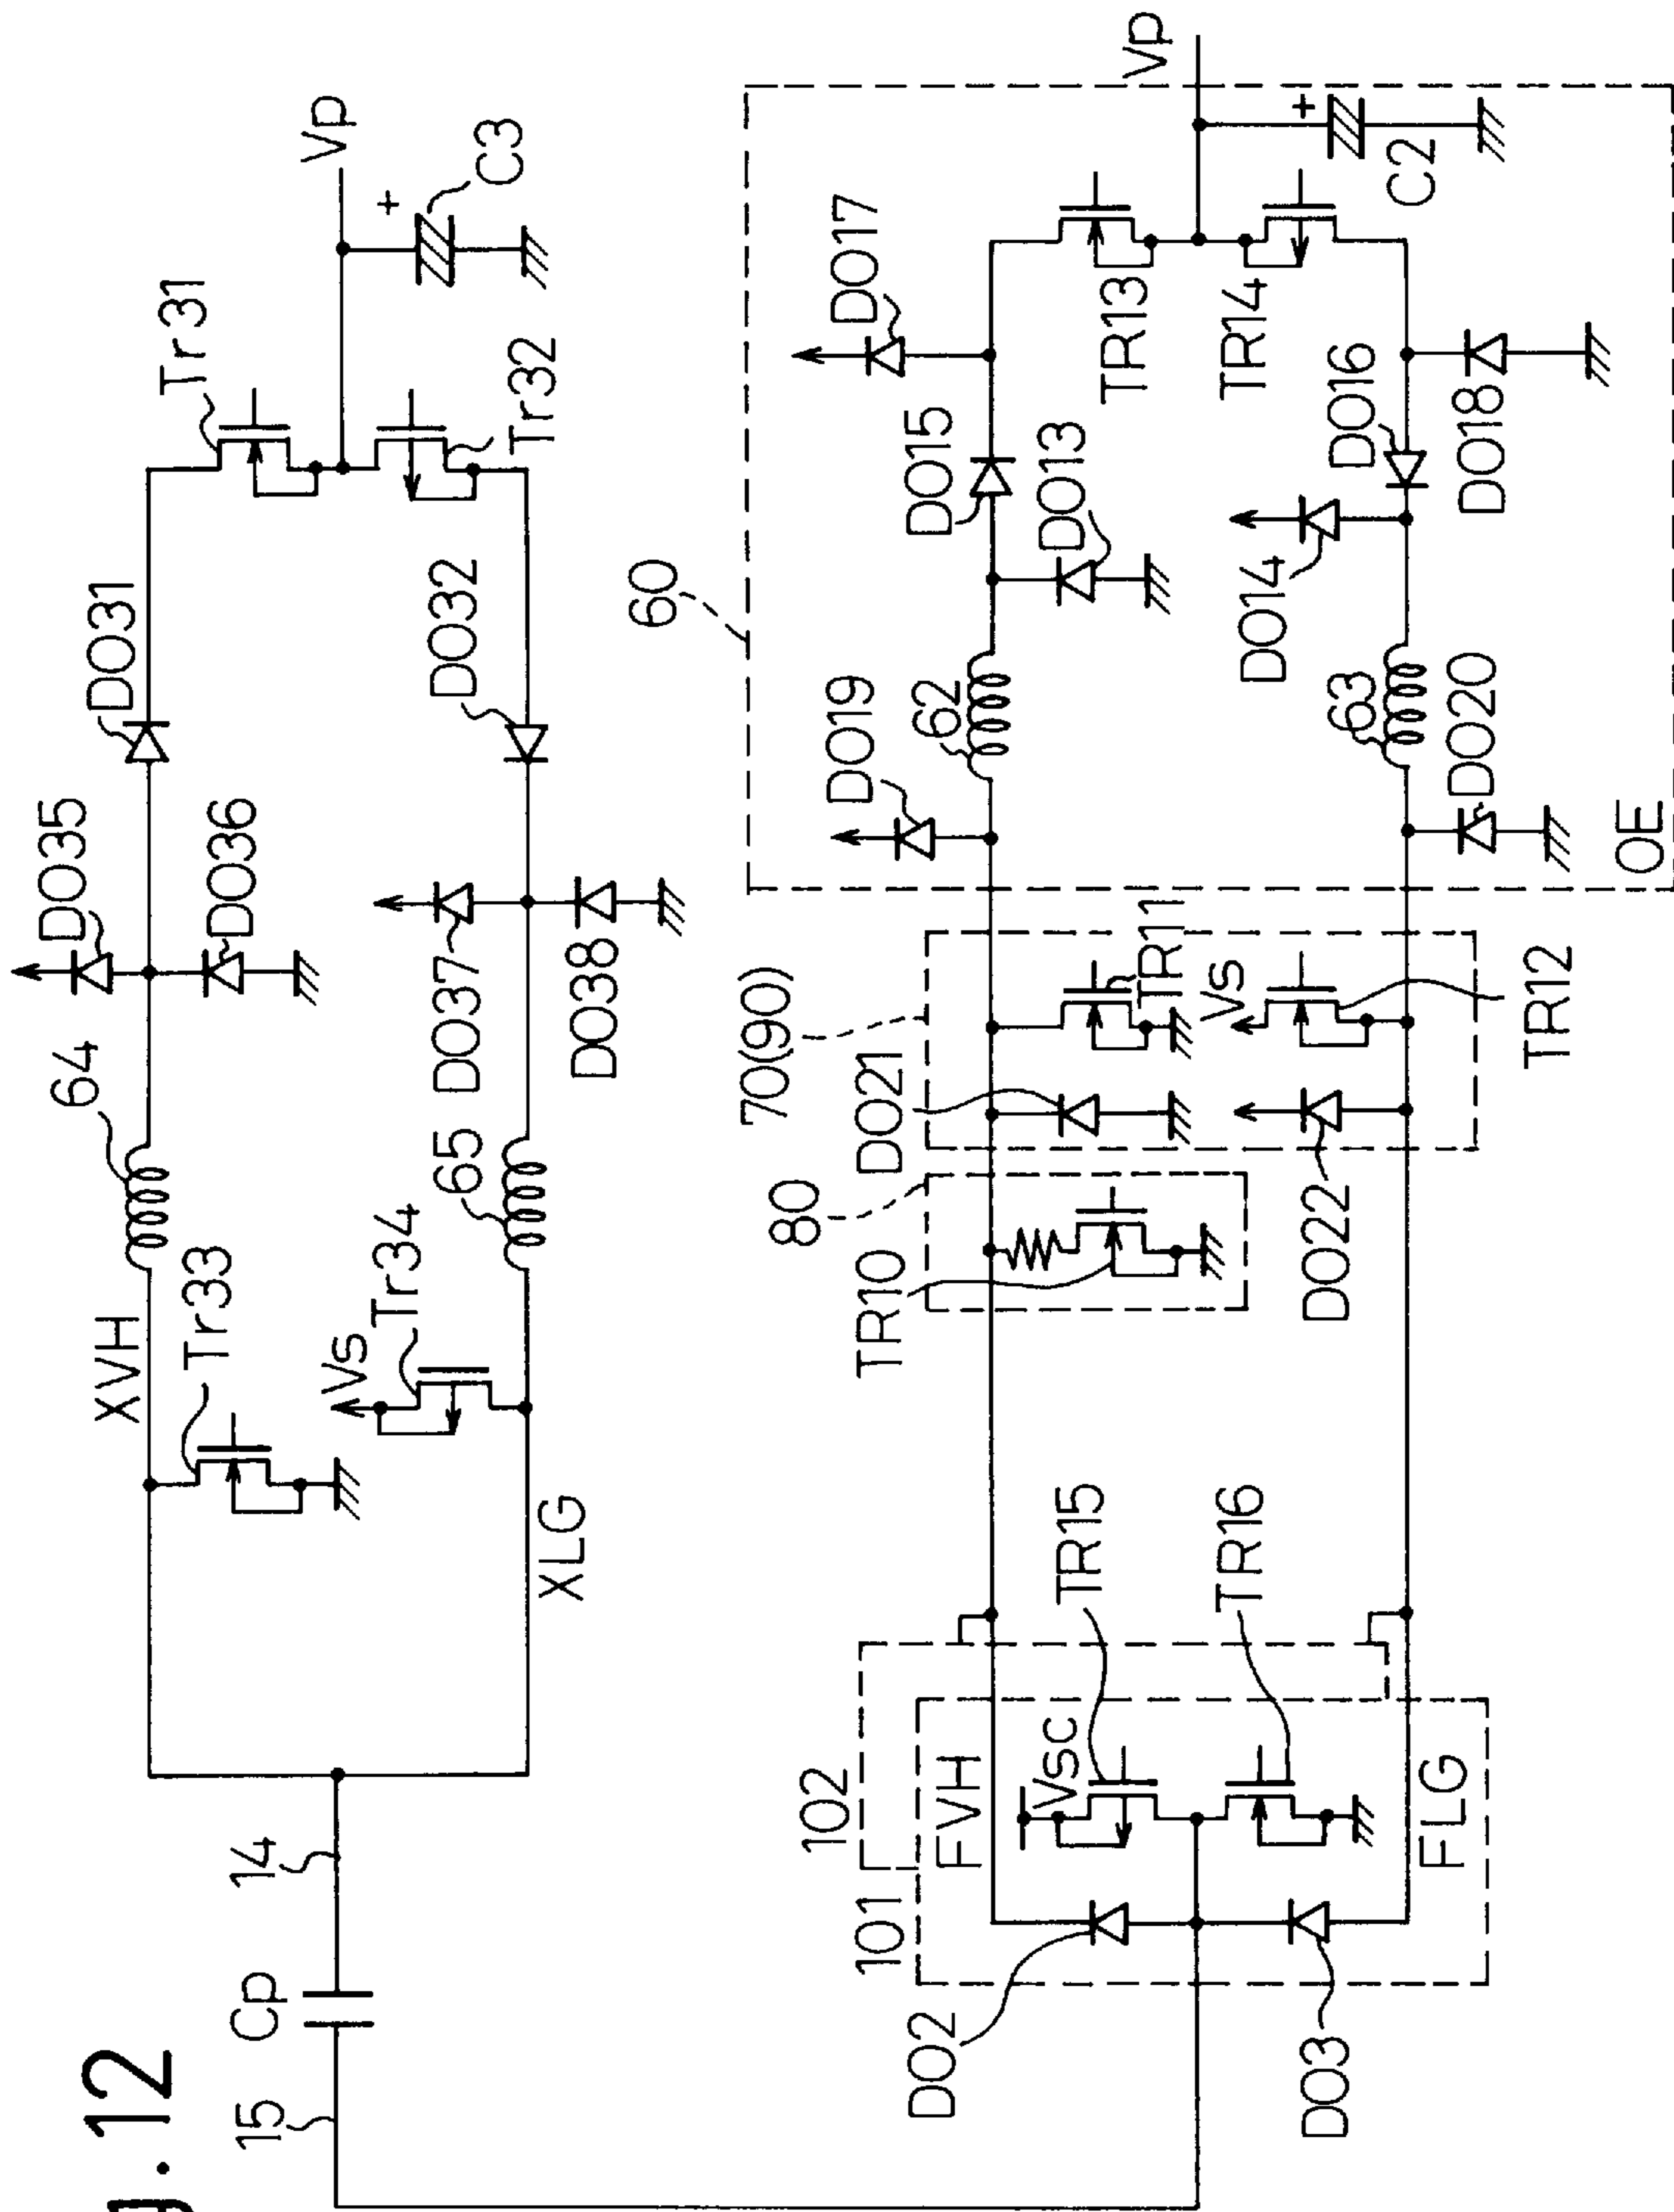 g.12
15
Cp
14
XVH
Tr33
64
DO35
DO36
DO31
Tr31
Vp
+
C3
Tr32
DO32
DO37
DO38
65
Tr34
Vs
XLG
60
DO19
62
DO15
DO13
DO17
TR13
TR14
Vp
+
C2
DO16
DO14
DO18
63
DO20
OE
70(90)
DO21
TR11
Vs
TR12
DO22
80
TR10
102
101
FVH
Vsc
TR15
TR16
FLG
DO2
DO3